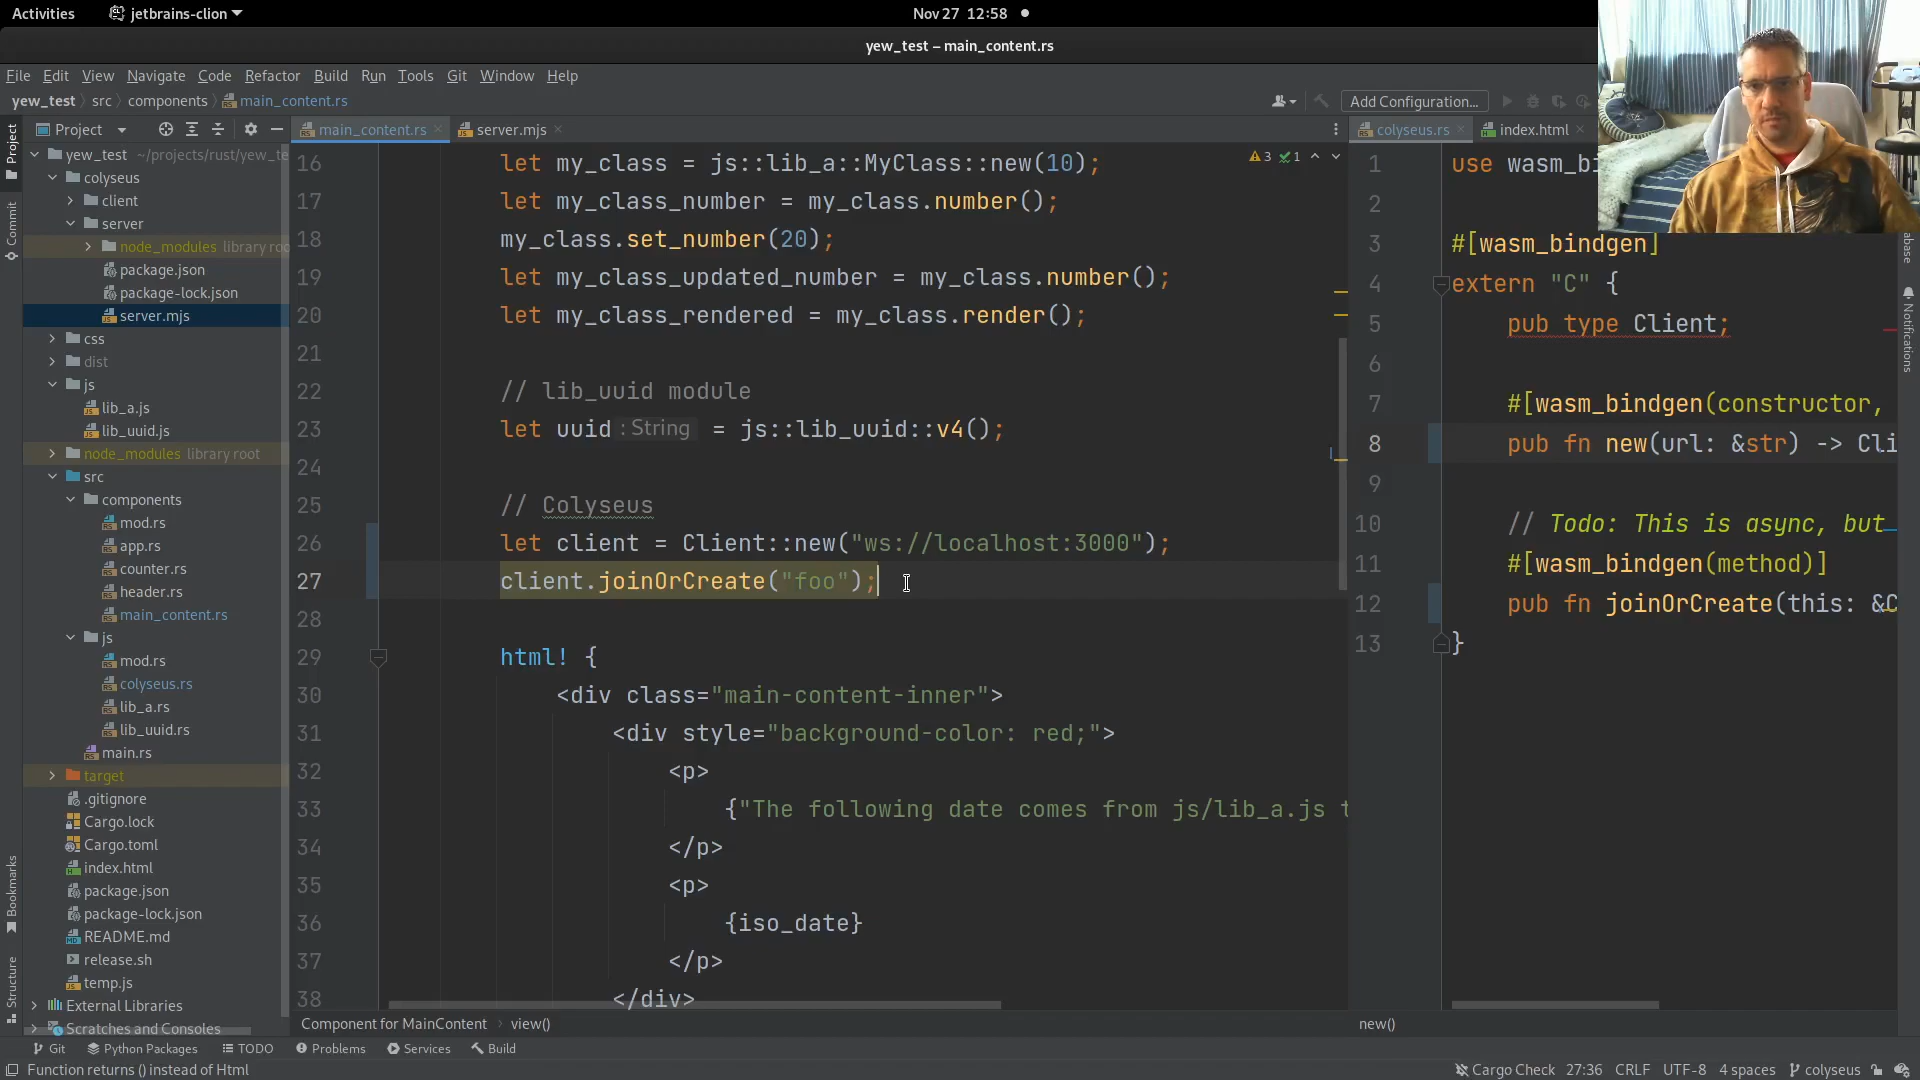 Activities
jetbrains-clion
Nov 27 12:58
yew_test – main_content.rs
File Edit View Navigate Code Refactor Build Run Tools Git Window Help
yew_test src components main_content.rs
Add Configuration...
Project
main_content.rs
server.mjs
colyseus.rs
index.html
yew_test ~/projects/rust/yew_te
colyseus
client
server
node_modules library roo
package.json
package-lock.json
server.mjs
css
dist
js
lib_a.js
lib_uuid.js
node_modules library root
src
components
mod.rs
app.rs
counter.rs
header.rs
main_content.rs
js
mod.rs
colyseus.rs
lib_a.rs
lib_uuid.rs
main.rs
target
.gitignore
Cargo.lock
Cargo.toml
index.html
package.json
package-lock.json
README.md
release.sh
temp.js
External Libraries
Scratches and Consoles
Project
Commit
Bookmarks
Structure
3 1
16 let my_class = js::lib_a::MyClass::new(10);
17 let my_class_number = my_class.number();
18 my_class.set_number(20);
19 let my_class_updated_number = my_class.number();
20 let my_class_rendered = my_class.render();
21
22 // lib_uuid module
23 let uuid : String = js::lib_uuid::v4();
24
25 // Colyseus
26 let client = Client::new("ws://localhost:3000");
27 client.joinOrCreate("foo");
28
29 html! {
30 <div class="main-content-inner">
31 <div style="background-color: red;">
32 <p>
33 {"The following date comes from js/lib_a.js t
34 </p>
35 <p>
36 {iso_date}
37 </p>
38 </div>
1 use wasm_bi
2
3 #[wasm_bindgen]
4 extern "C" {
5 pub type Client;
6
7 #[wasm_bindgen(constructor,
8 pub fn new(url: &str) -> Cli
9
10 // Todo: This is async, but
11 #[wasm_bindgen(method)]
12 pub fn joinOrCreate(this: &C
13 }
abase
Notifications
Component for MainContent view()
new()
Git Python Packages TODO Problems Services Build
Function returns () instead of Html
Cargo Check 27:36 CRLF UTF-8 4 spaces colyseus